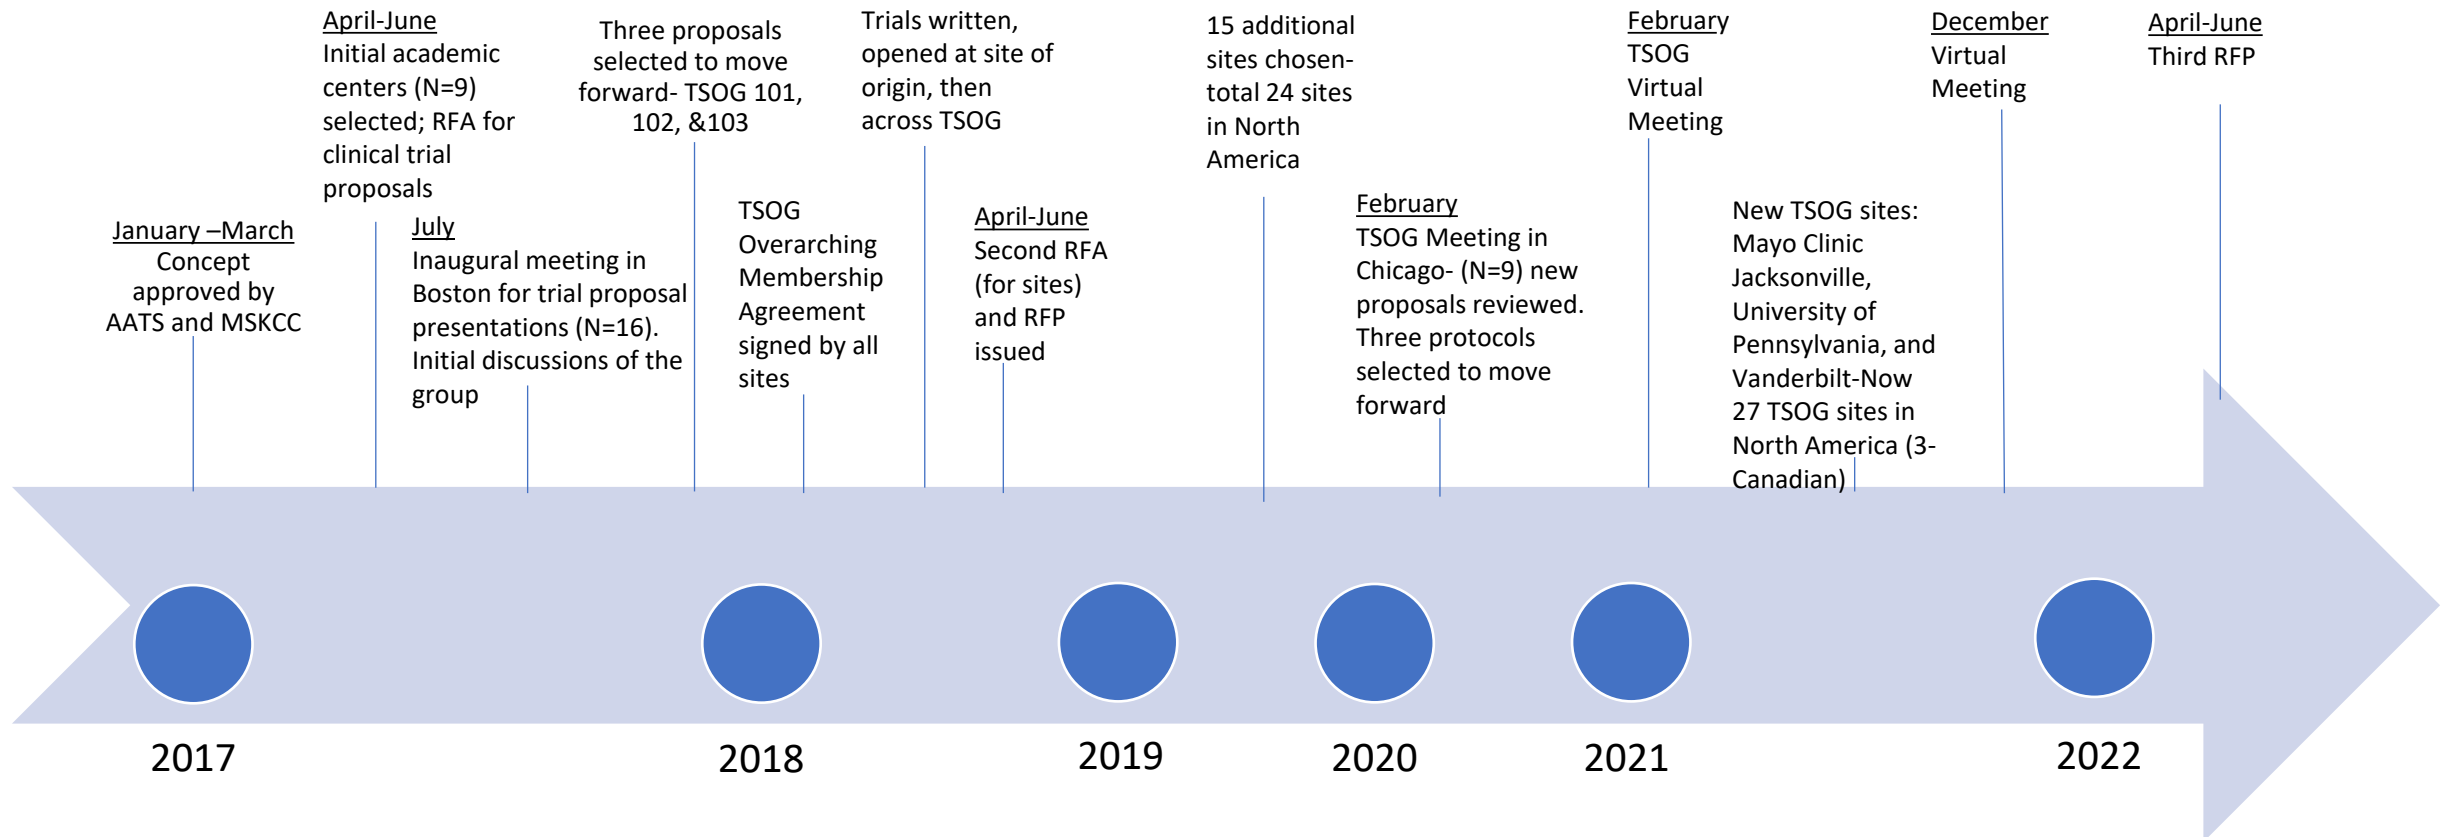 January –March
Concept
approved by
AATS and MSKCC
April-June
Initial academic
centers (N=9)
selected; RFA for
clinical trial
proposals
July
Inaugural meeting in
Boston for trial proposal
presentations (N=16).
Initial discussions of the
group
Three proposals
selected to move
forward- TSOG 101,
102, &103
TSOG
Overarching
Membership
Agreement
signed by all
sites
Trials written,
opened at site of
origin, then
across TSOG
April-June
Second RFA
(for sites)
and RFP
issued
15 additional
sites chosen-
total 24 sites
in North
America
February
TSOG Meeting in
Chicago- (N=9) new
proposals reviewed.
Three protocols
selected to move
forward
February
TSOG
Virtual
Meeting
New TSOG sites:
Mayo Clinic
Jacksonville,
University of
Pennsylvania, and
Vanderbilt-Now
27 TSOG sites in
North America (3-
Canadian)
December
Virtual
Meeting
April-June
Third RFP
2017
2018
2019
2020
2021
2022